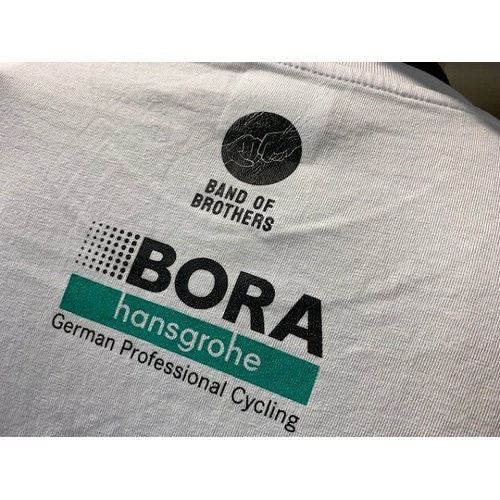 BAND OF
BROTHERS
BORA
hansgrohe
German Professional Cycling